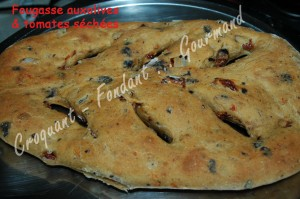 Fougasse aux olives
& tomates séchées
Croquant - Fondant - Gourmand